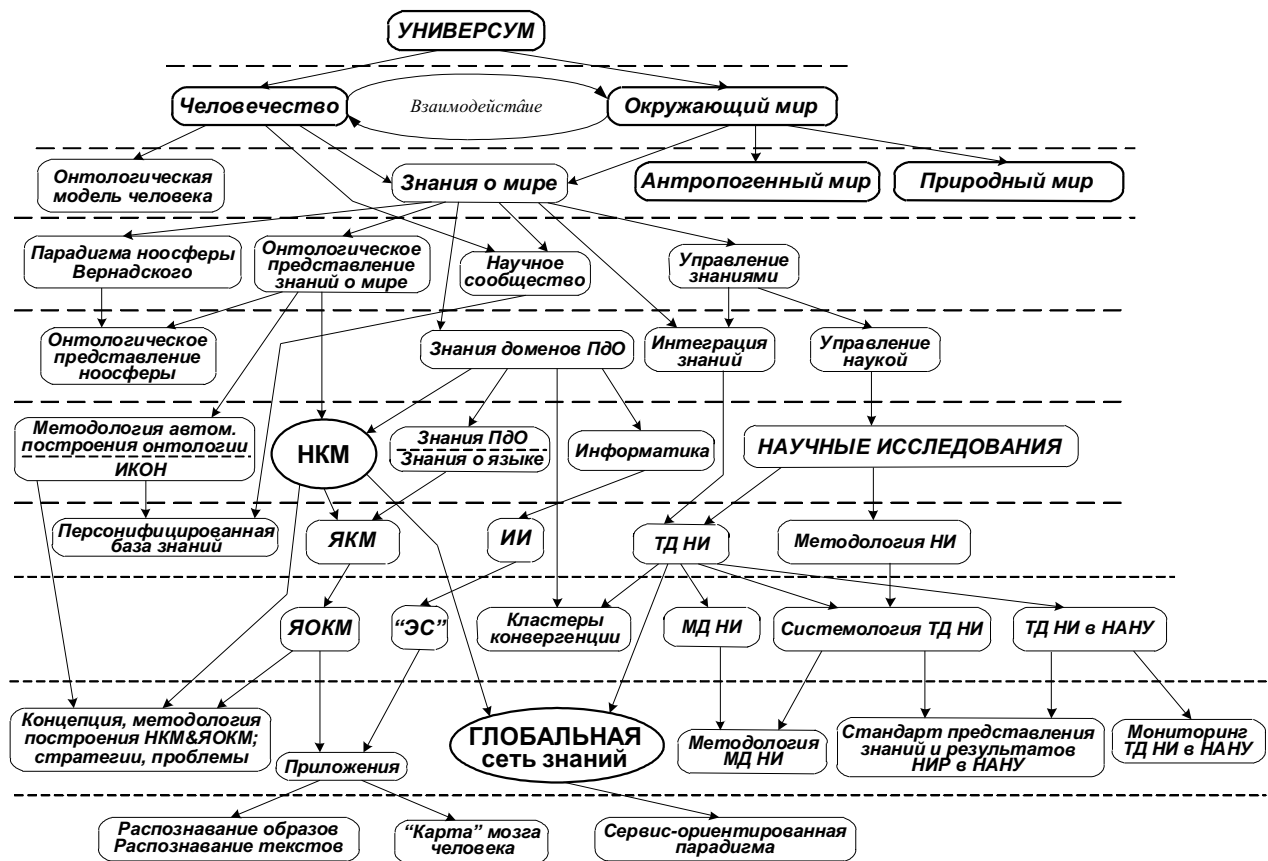 УНИВЕРСУМ
Человечество
Взаимодействâие
Окружающий мир
Онтологическая
модель человека
Знания о мире
Антропогенный мир
Природный мир
Парадигма ноосферы
Вернадского
Онтологическое
представление
знаний о мире
Научное
сообщество
Управление
знаниями
Онтологическое
представление
ноосферы
Знания доменов ПдО
Интеграция
знаний
Управление
наукой
Методология автом.
построения онтологии
ИКОН
НКМ
Знания ПдО
Знания о языке
Информатика
НАУЧНЫЕ ИССЛЕДОВАНИЯ
Персонифицированная
база знаний
ЯКМ
ИИ
ТД НИ
Методология НИ
ЯОКМ
“ЭС”
Кластеры
конвергенции
МД НИ
Системология ТД НИ
ТД НИ в НАНУ
Концепция, методология
построения НКМ&ЯОКМ;
стратегии, проблемы
Приложения
ГЛОБАЛЬНАЯ
сеть знаний
Методология
МД НИ
Стандарт представления
знаний и результатов
НИР в НАНУ
Мониторинг
ТД НИ в НАНУ
Распознавание образов
Распознавание текстов
“Карта” мозга
человека
Сервис-ориентированная
парадигма